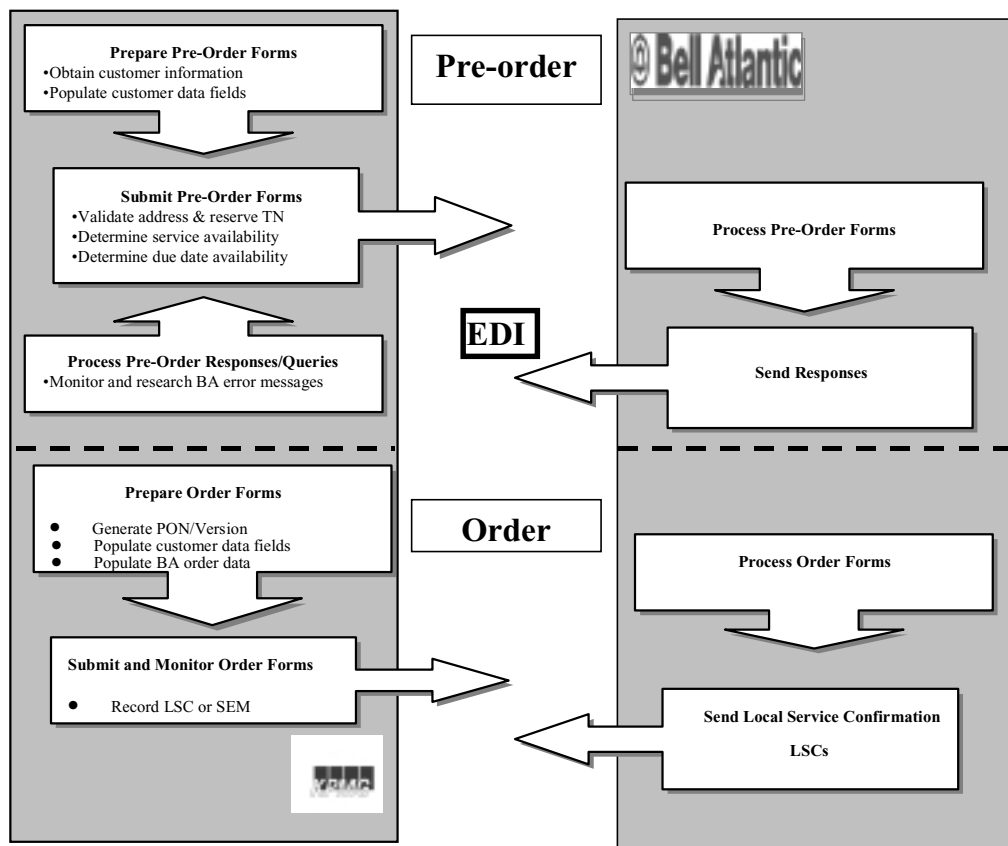 Prepare Pre-Order Forms
•Obtain customer information
•Populate customer data fields
Pre-order
Bell Atlantic
Submit Pre-Order Forms
•Validate address & reserve TN
•Determine service availability
•Determine due date availability
Process Pre-Order Forms
EDI
Process Pre-Order Responses/Queries
•Monitor and research BA error messages
Send Responses
Prepare Order Forms
● Generate PON/Version
● Populate customer data fields
● Populate BA order data
Order
Process Order Forms
Submit and Monitor Order Forms
● Record LSC or SEM
Send Local Service Confirmation
LSCs
KPMG